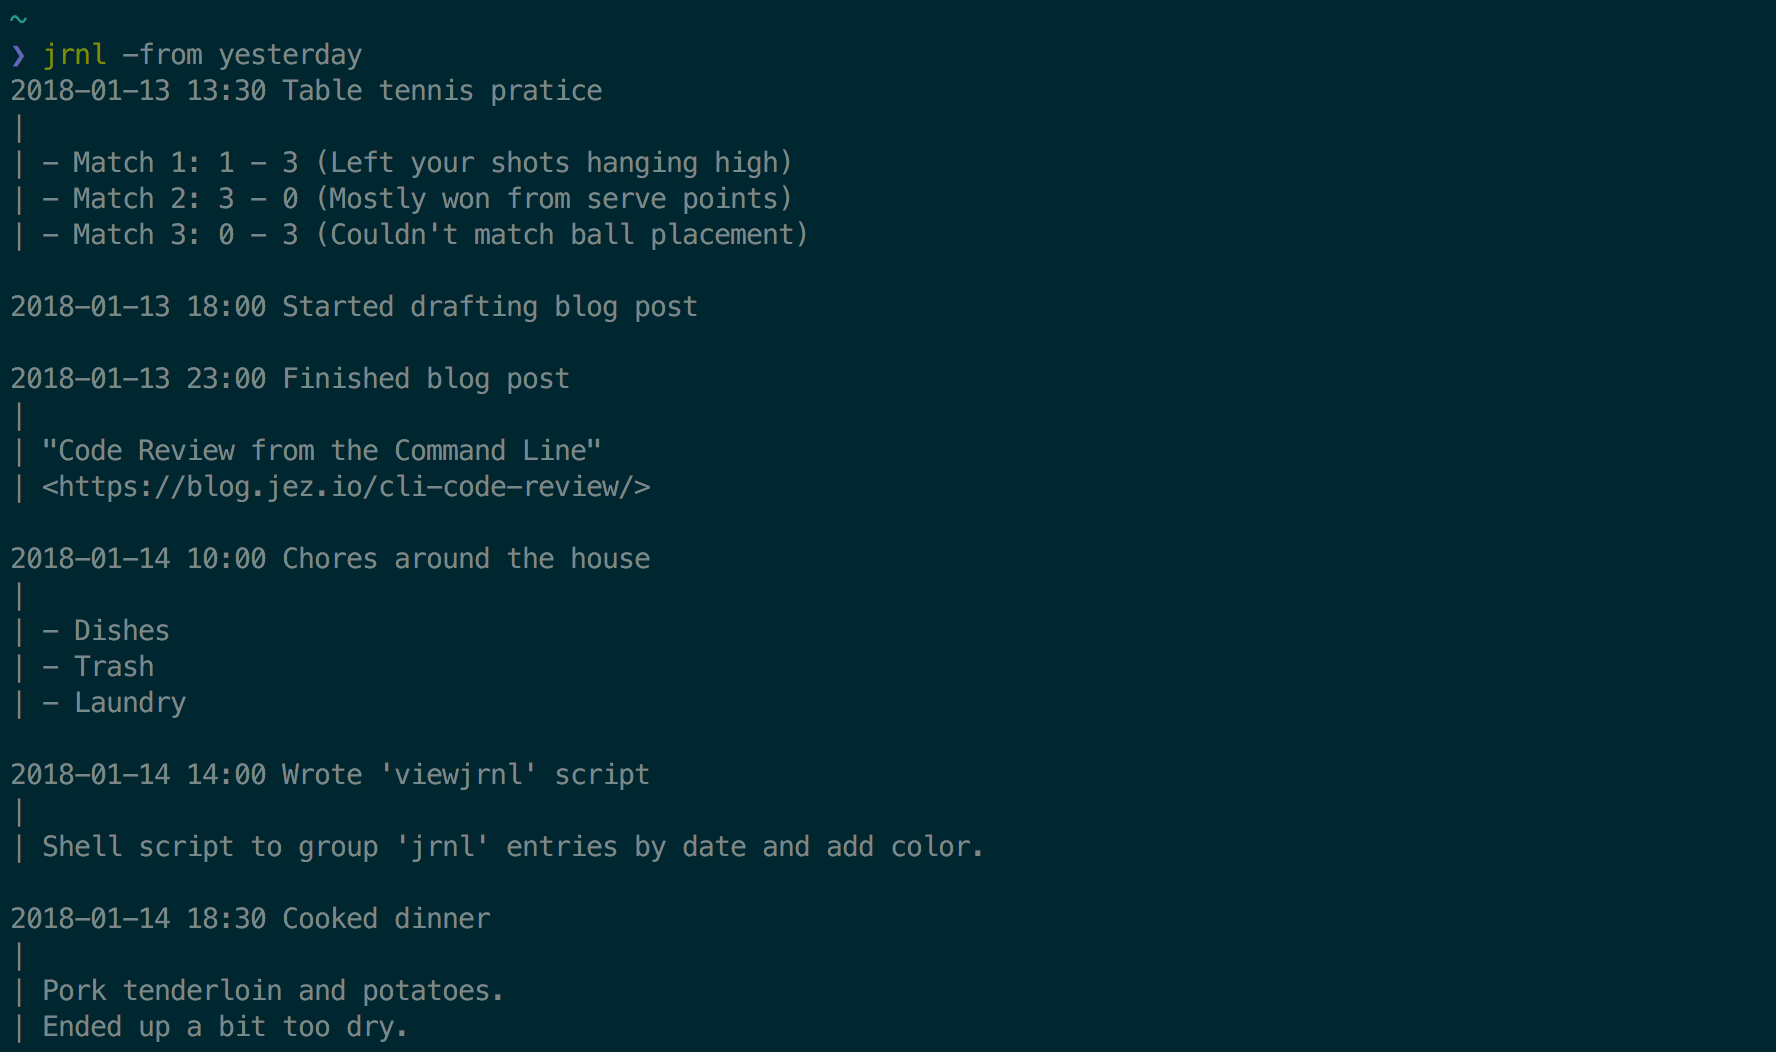 ~
❯ jrnl -from yesterday
2018-01-13 13:30 Table tennis pratice
|
| - Match 1: 1 - 3 (Left your shots hanging high)
| - Match 2: 3 - 0 (Mostly won from serve points)
| - Match 3: 0 - 3 (Couldn't match ball placement)

2018-01-13 18:00 Started drafting blog post

2018-01-13 23:00 Finished blog post
|
| "Code Review from the Command Line"
| <https://blog.jez.io/cli-code-review/>

2018-01-14 10:00 Chores around the house
|
| - Dishes
| - Trash
| - Laundry

2018-01-14 14:00 Wrote 'viewjrnl' script
|
| Shell script to group 'jrnl' entries by date and add color.

2018-01-14 18:30 Cooked dinner
|
| Pork tenderloin and potatoes.
| Ended up a bit too dry.